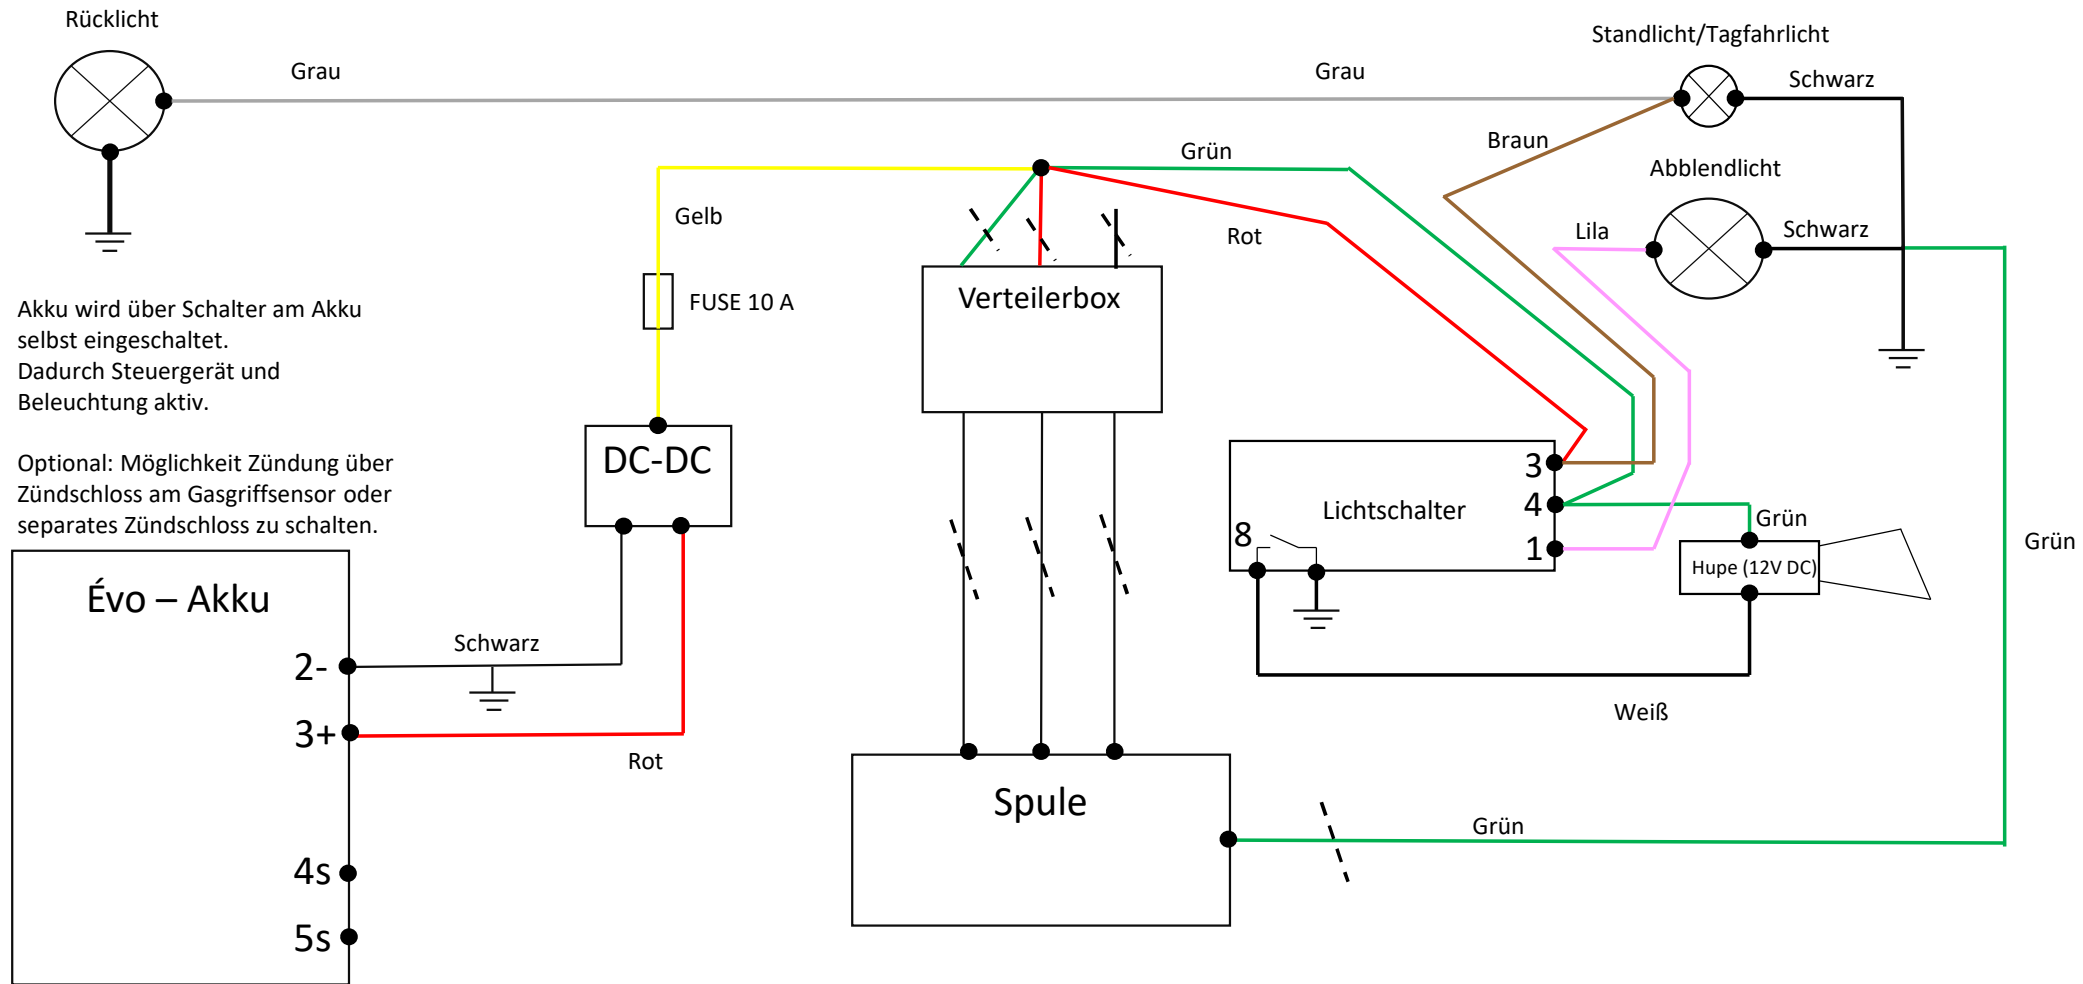 Rücklicht
Standlicht/Tagfahrlicht
Grau
Grau
Schwarz
Braun
Grün
Abblendlicht
Gelb
Rot
Lila
Schwarz
FUSE 10 A
Verteilerbox
Akku wird über Schalter am Akku
selbst eingeschaltet.
Dadurch Steuergerät und
Beleuchtung aktiv.
Optional: Möglichkeit Zündung über
Zündschloss am Gasgriffsensor oder
separates Zündschloss zu schalten.
DC-DC
3
4
1
8
Lichtschalter
Grün
Grün
Hupe (12V DC)
Évo – Akku
Schwarz
2-
3+
Rot
Weiß
Spule
Grün
4s
5s